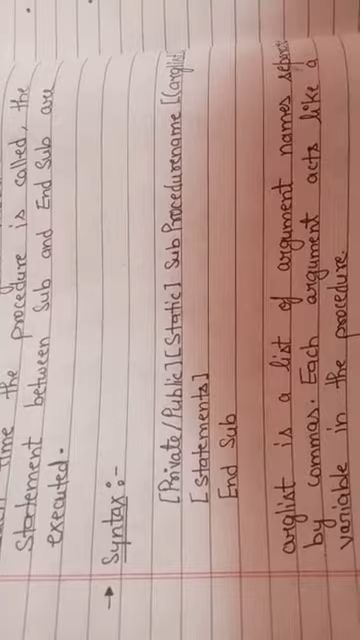 time the procedure is called, the
Statement between Sub and End Sub are
executed.
→ Syntax :-
[Private/Public][Static] Sub Procedurename [(arglist
[statements]
End Sub
arglist is a list of argument names
by commas. Each argument acts like a
variable in the procedure.